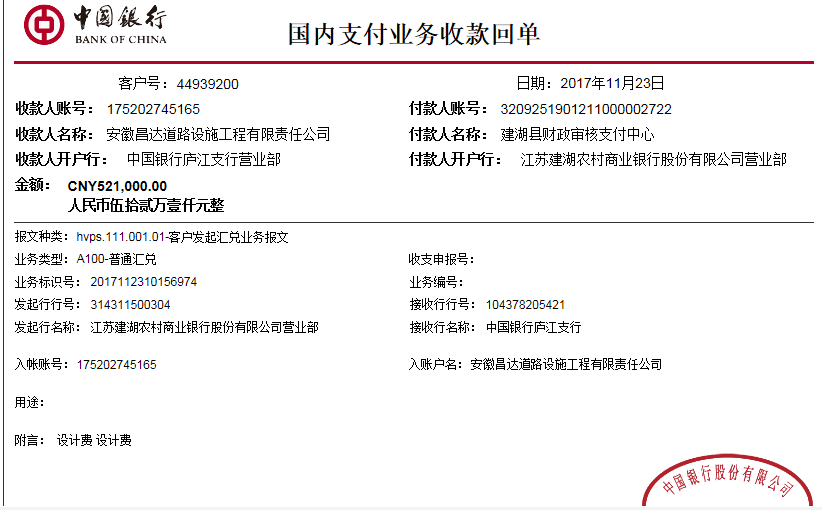 中国银行
BANK OF CHINA
国内支付业务收款回单
客户号：44939200 日期：2017年11月23日
收款人账号：175202745165 付款人账号：3209251901211000002722
收款人名称：安徽昌达道路设施工程有限责任公司 付款人名称：建湖县财政审核支付中心
收款人开户行：中国银行庐江支行营业部 付款人开户行：江苏建湖农村商业银行股份有限公司营业部
金额：CNY521,000.00
人民币伍拾贰万壹仟元整
报文种类：hvps.111.001.01-客户发起汇兑业务报文
业务类型：A100-普通汇兑 收支申报号：
业务标识号：2017112310156974 业务编号：
发起行行号：314311500304 接收行行号：104378205421
发起行名称：江苏建湖农村商业银行股份有限公司营业部 接收行名称：中国银行庐江支行
入帐账号：175202745165 入账户名：安徽昌达道路设施工程有限责任公司
用途：
附言：设计费 设计费
中国银行股份有限公司